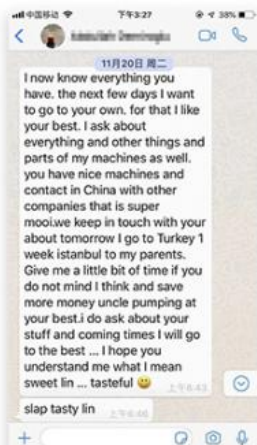 中国移动 下午3:27 38%
11月20日 周二
I now know everything you
have. the next few days I want
to go to your own. for that I like
your best. I ask about
everything and other things and
parts of my machines as well.
you have nice machines and
contact in China with other
companies that is super
mooi.we keep in touch with your
about tomorrow I go to Turkey 1
week istanbul to my parents.
Give me a little bit of time if you
do not mind I think and save
more money uncle pumping at
your best.i do ask about your
stuff and coming times I will go
to the best ... I hope you
understand me what I mean
sweet lin ... tasteful 😀
上午6:43
slap tasty lin